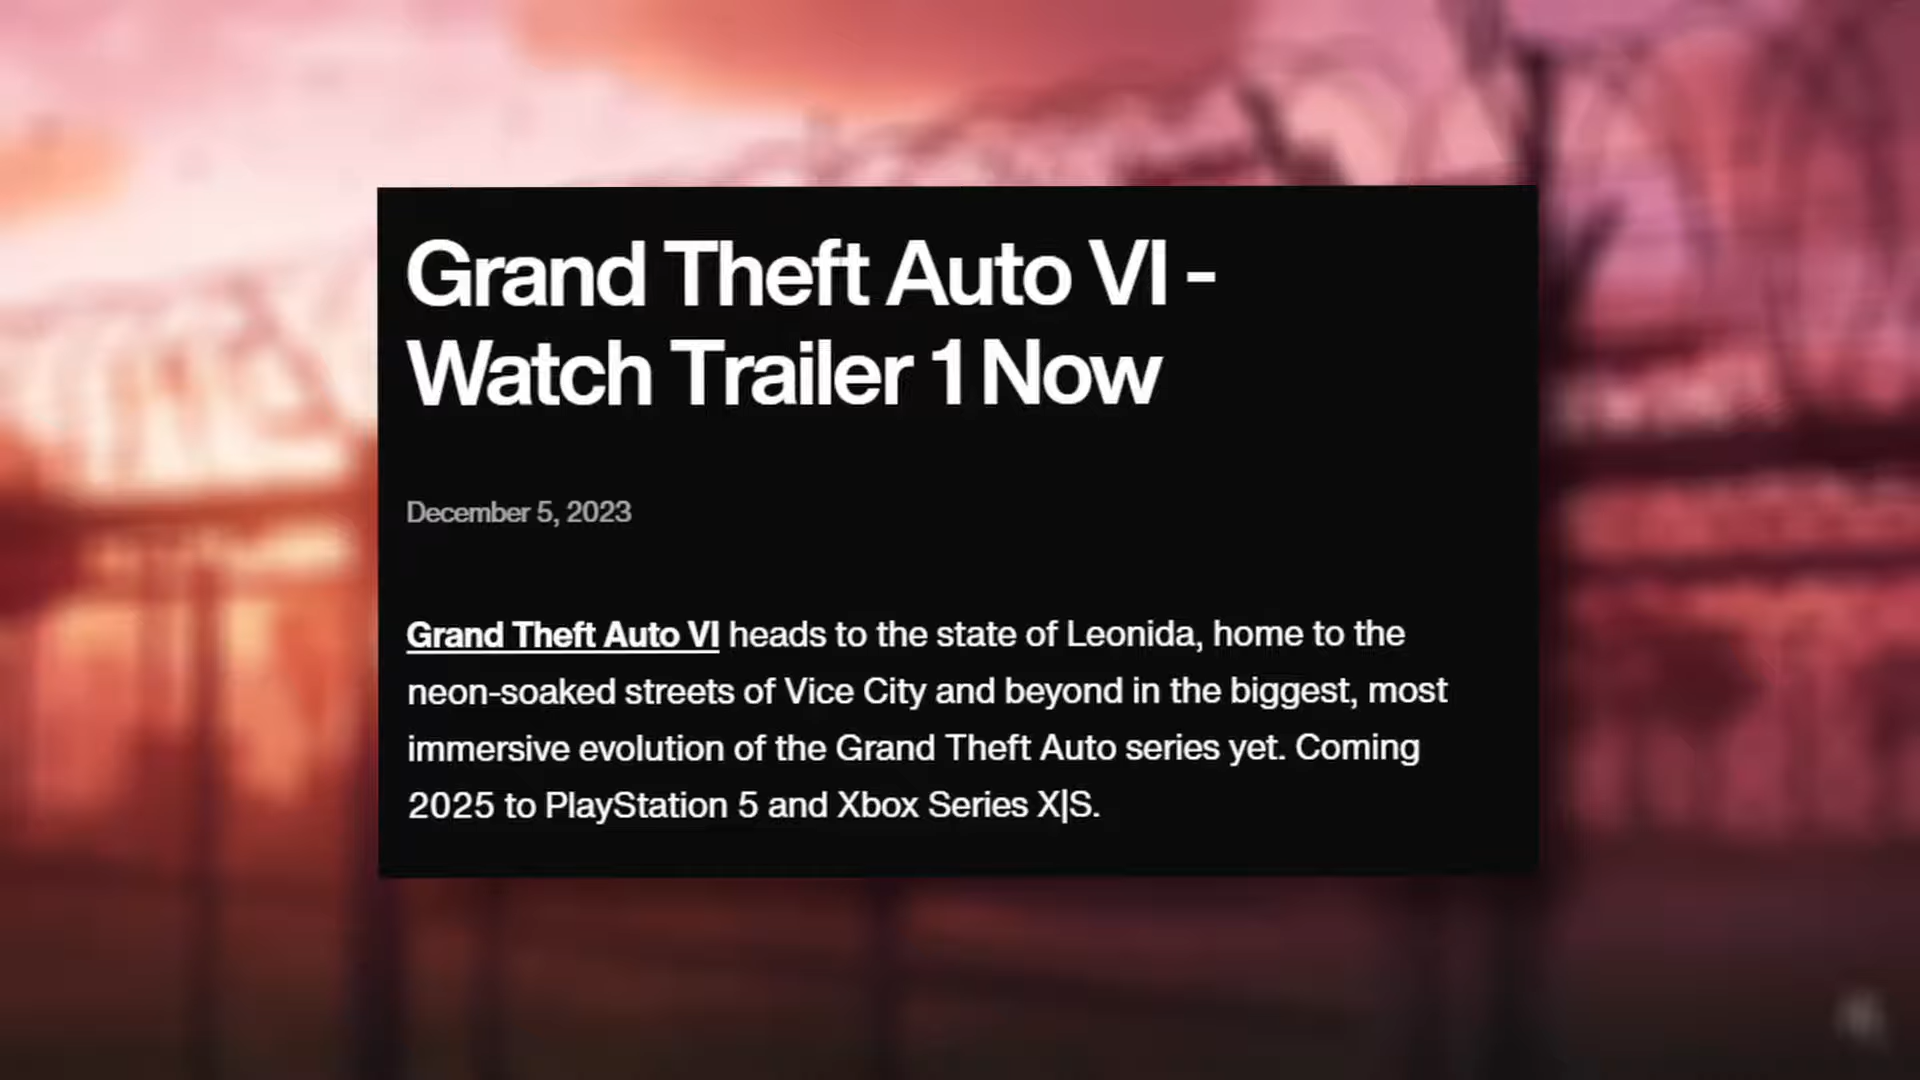 Grand Theft Auto VI -
Watch Trailer 1 Now
December 5, 2023
Grand Theft Auto VI heads to the state of Leonida, home to the
neon-soaked streets of Vice City and beyond in the biggest, most
immersive evolution of the Grand Theft Auto series yet. Coming
2025 to PlayStation 5 and Xbox Series X|S.